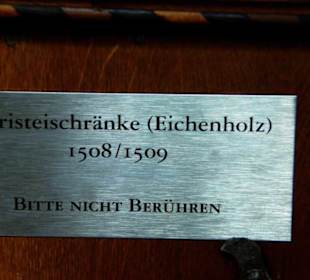 risteischränke (Eichenholz)
1508/1509
Bitte nicht Berühren